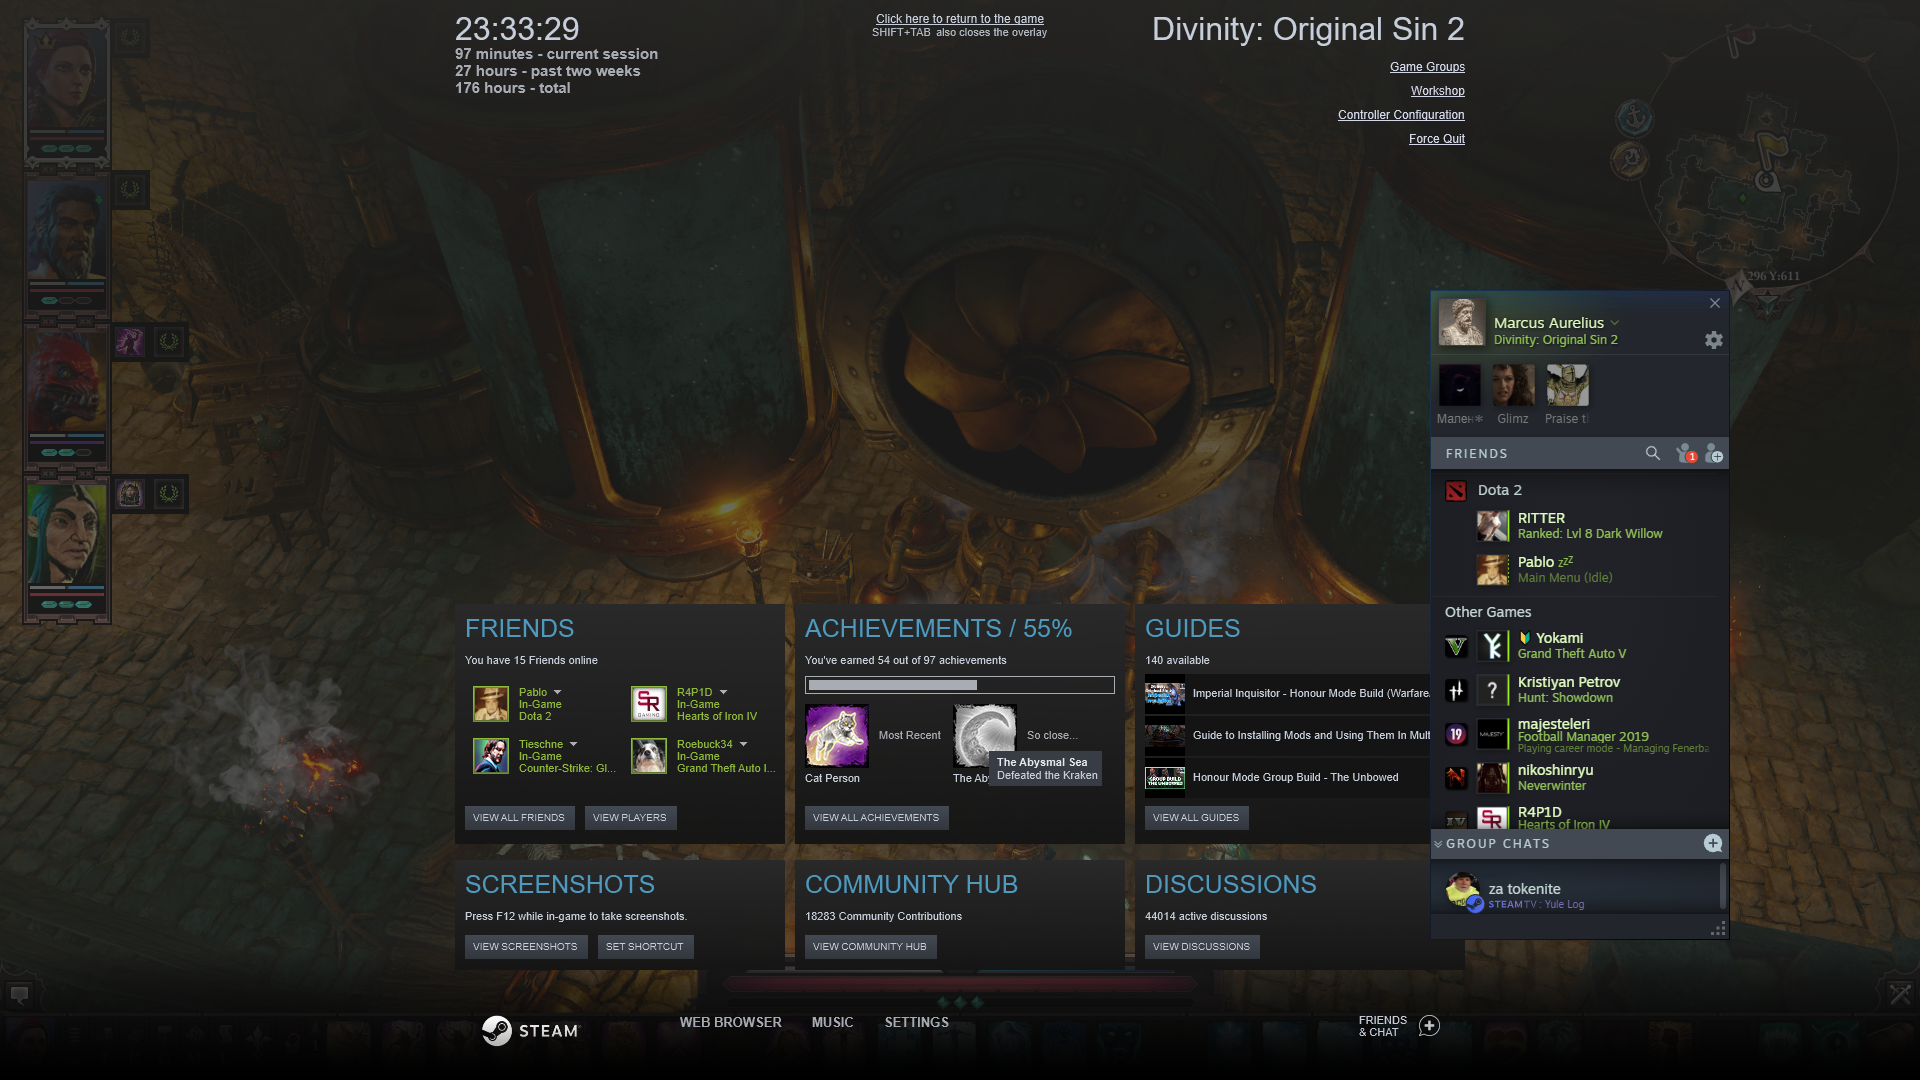 23:33:29
97 minutes - current session
27 hours - past two weeks
176 hours - total
Click here to return to the game
SHIFT+TAB also closes the overlay
Divinity: Original Sin 2
Game Groups
Workshop
Controller Configuration
Force Quit
296 Y:611
Marcus Aurelius
Divinity: Original Sin 2
Glimz
Praise t
FRIENDS
1
Dota 2
RITTER
Ranked: Lvl 8 Dark Willow
Pablo zzz
Main Menu (Idle)
Other Games
Yokami
Grand Theft Auto V
Kristiyan Petrov
Hunt: Showdown
majesteleri
Football Manager 2019
Playing career mode - Managing Fenerba
nikoshinryu
Neverwinter
R4P1D
Hearts of Iron IV
GROUP CHATS
za tokenite
STEAMTV : Yule Log
FRIENDS
You have 15 Friends online
Pablo
In-Game
Dota 2
R4P1D
In-Game
Hearts of Iron IV
Tieschne
In-Game
Counter-Strike: Gl...
Roebuck34
In-Game
Grand Theft Auto I...
VIEW ALL FRIENDS
VIEW PLAYERS
ACHIEVEMENTS / 55%
You've earned 54 out of 97 achievements
Most Recent
So close...
Cat Person
The Aby
The Abysmal Sea
Defeated the Kraken
VIEW ALL ACHIEVEMENTS
GUIDES
140 available
Imperial Inquisitor - Honour Mode Build (Warfare
Guide to Installing Mods and Using Them In Mult
Honour Mode Group Build - The Unbowed
VIEW ALL GUIDES
SCREENSHOTS
Press F12 while in-game to take screenshots.
VIEW SCREENSHOTS
SET SHORTCUT
COMMUNITY HUB
18283 Community Contributions
VIEW COMMUNITY HUB
DISCUSSIONS
44014 active discussions
VIEW DISCUSSIONS
STEAM
WEB BROWSER
MUSIC
SETTINGS
FRIENDS
& CHAT